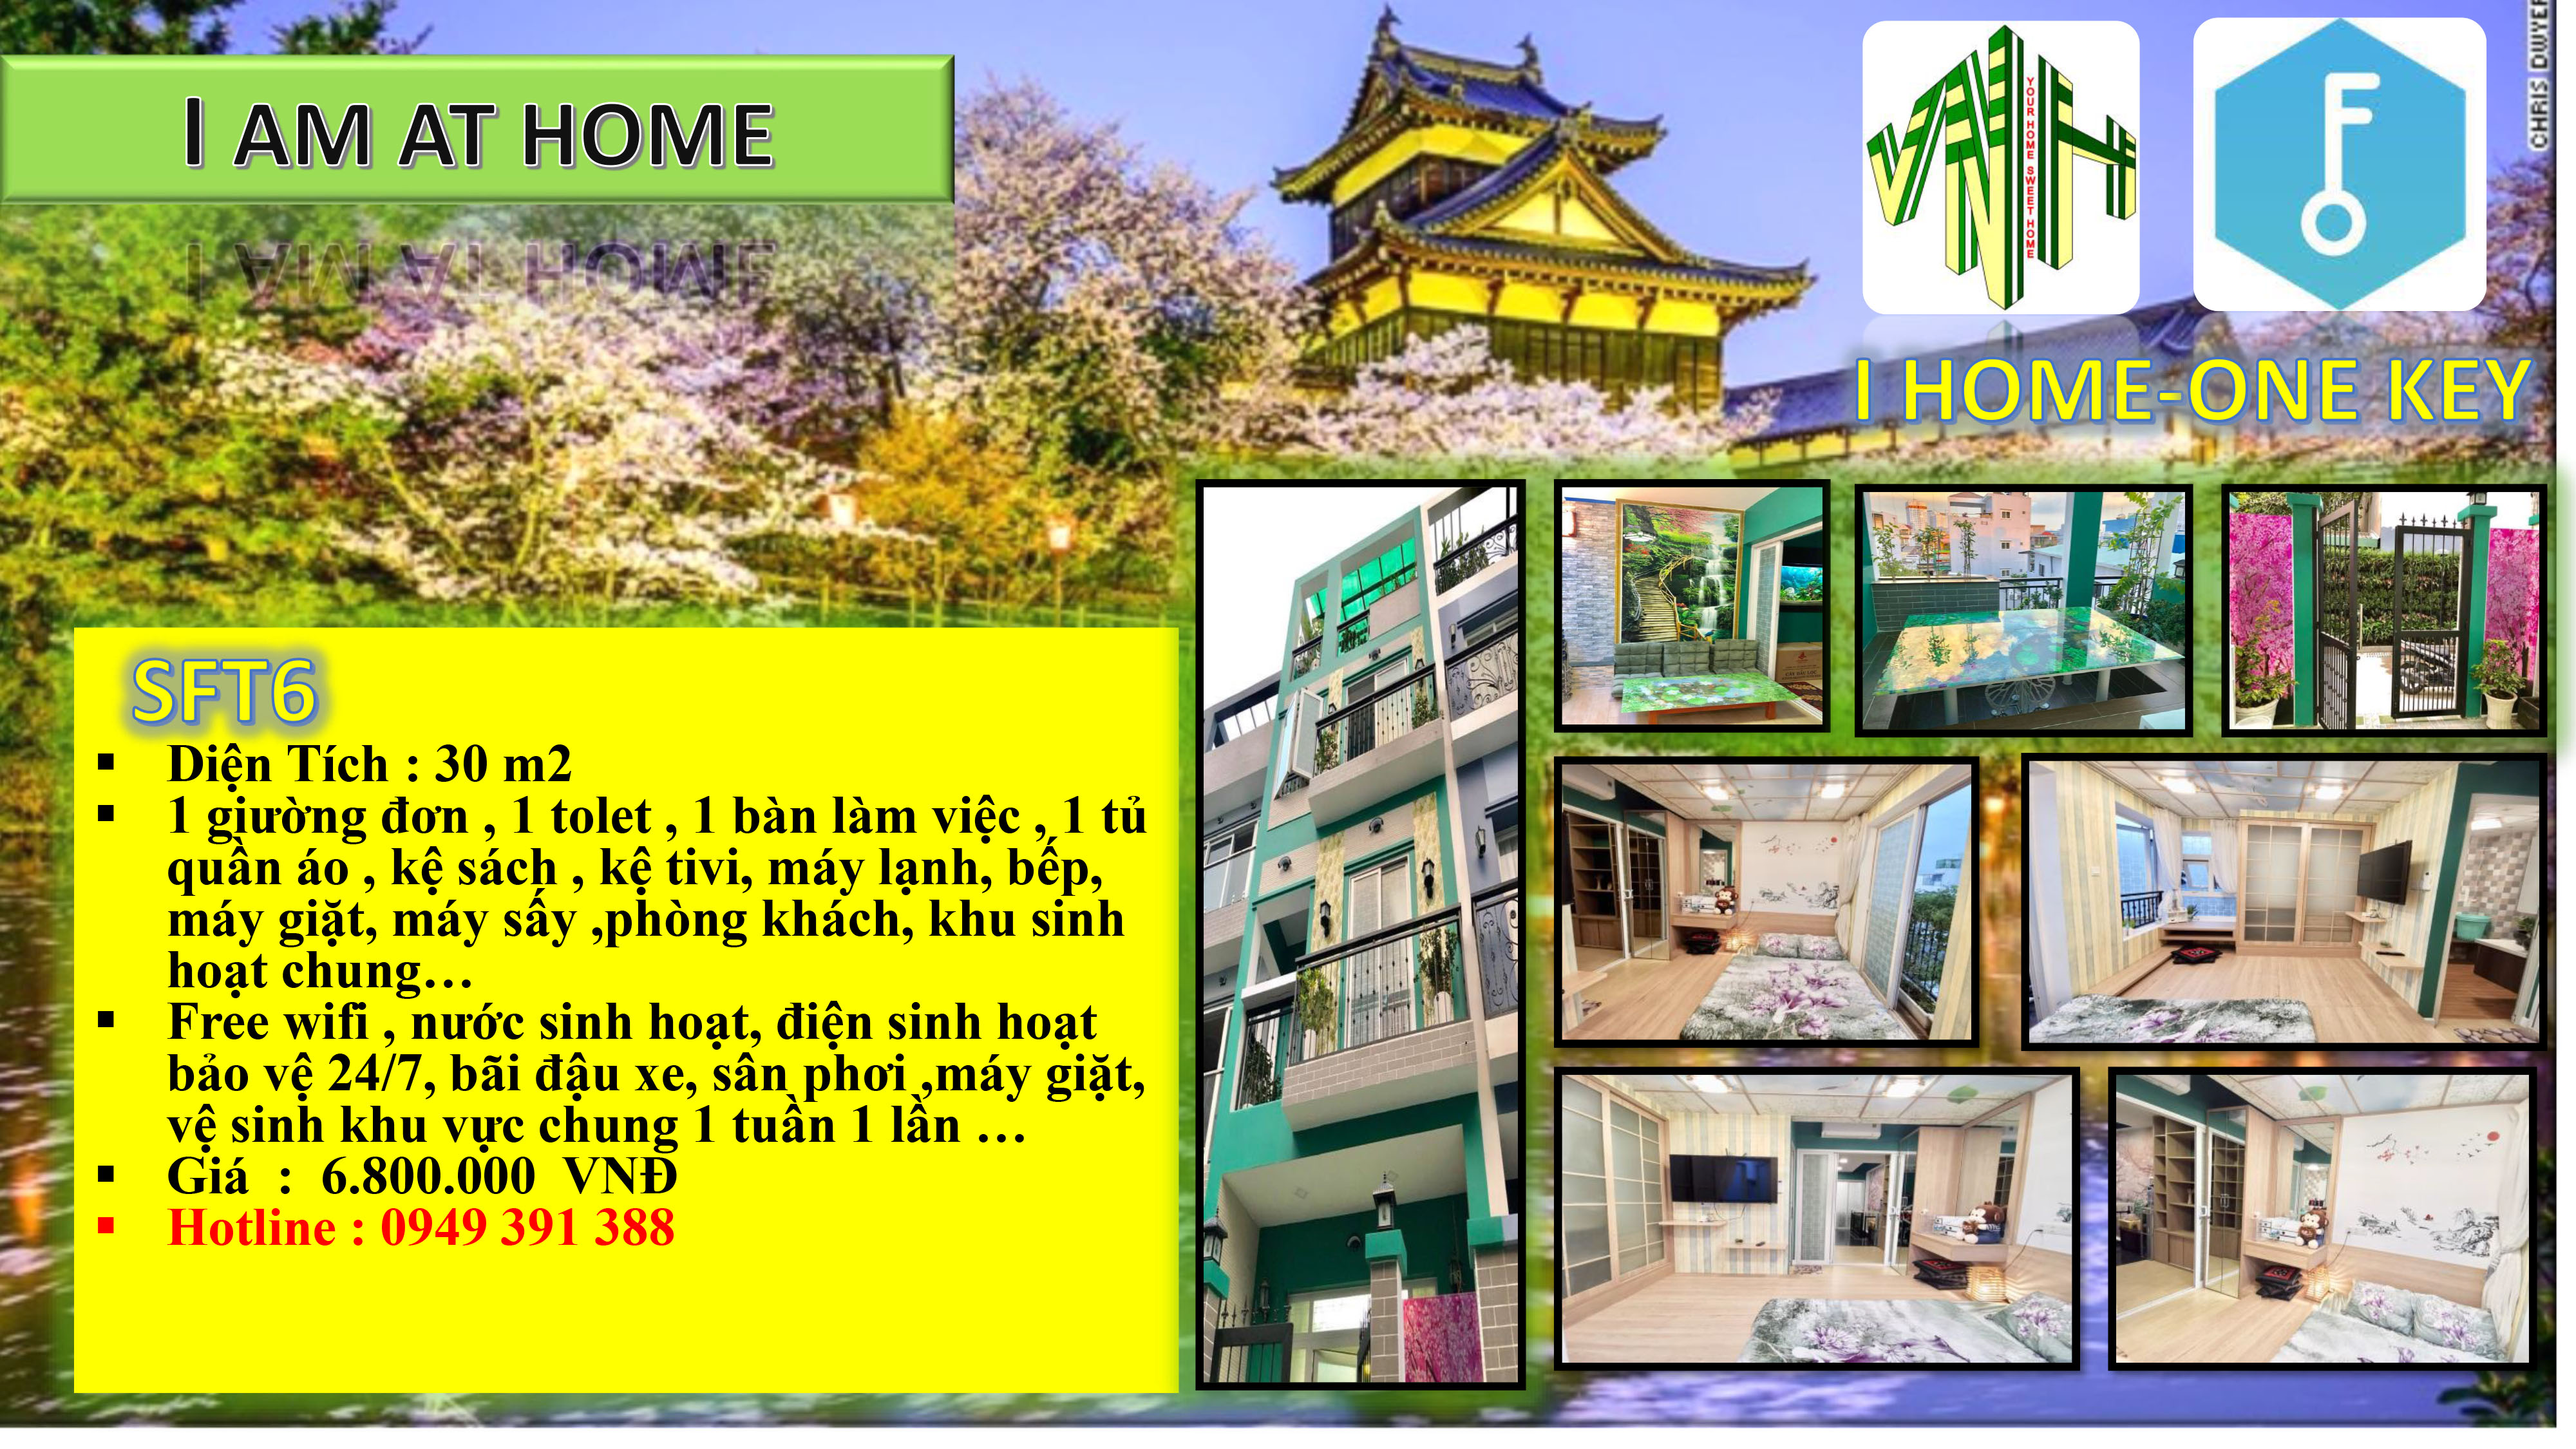 I AM AT HOME
YOUR HOME SWEET HOME
F
CHRIS DWYER
I HOME-ONE KEY
SFT6
▪ Diện Tích : 30 m2
▪ 1 giường đơn , 1 tolet , 1 bàn làm việc , 1 tủ
quần áo , kệ sách , kệ tivi, máy lạnh, bếp,
máy giặt, máy sấy ,phòng khách, khu sinh
hoạt chung…
▪ Free wifi , nước sinh hoạt, điện sinh hoạt
bảo vệ 24/7, bãi đậu xe, sân phơi ,máy giặt,
vệ sinh khu vực chung 1 tuần 1 lần …
▪ Giá : 6.800.000 VNĐ
▪ Hotline : 0949 391 388